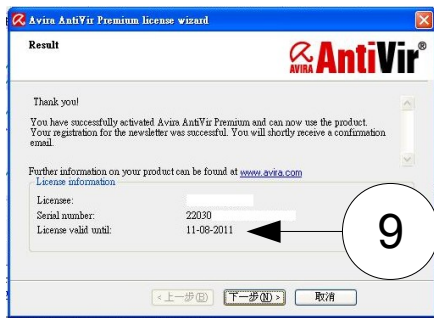 Avira AntiVir Premium license wizard
Result
AVIRA AntiVir®
Thank you!
You have successfully activated Avira AntiVir Premium and can now use the product.
Your registration for the newsletter was successful. You will shortly receive a confirmation
email.
Further information on your product can be found at www.avira.com
License information
Licensee:
Serial number: 22030
License valid until: 11-08-2011
9
<上一步(B) 下一步(N)> 取消